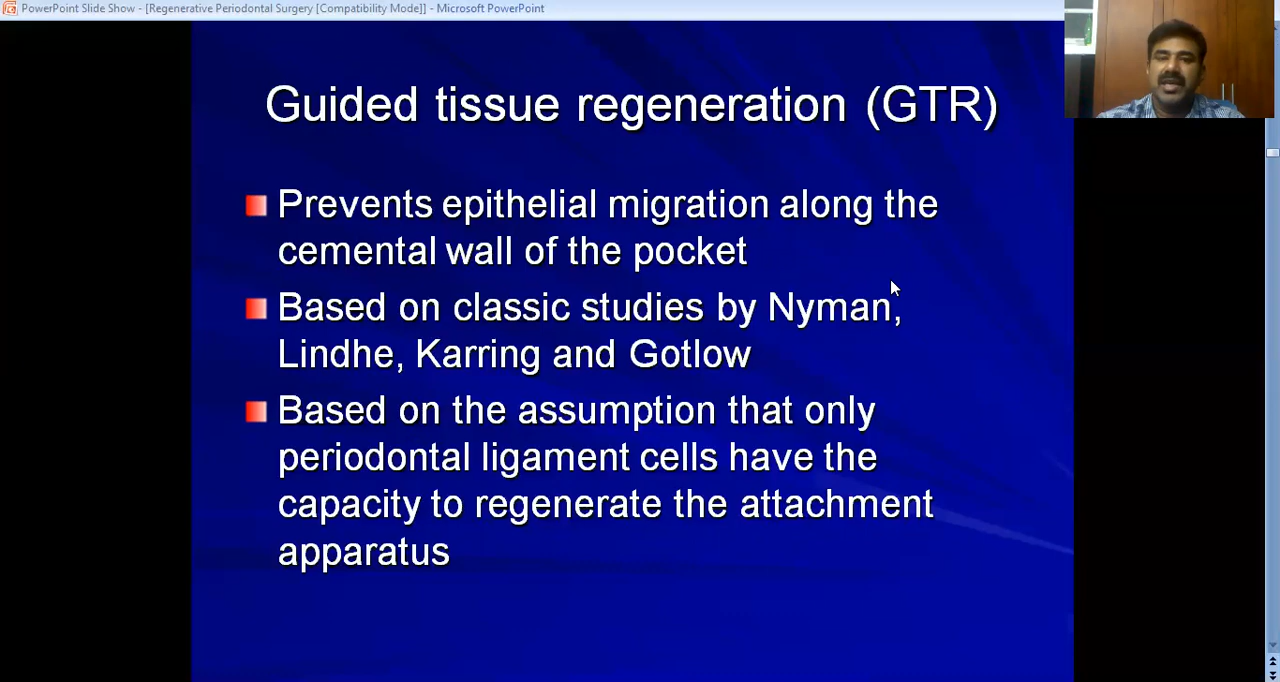 PowerPoint Slide Show - [Regenerative Periodontal Surgery [Compatibility Mode]] - Microsoft PowerPoint
Guided tissue regeneration (GTR)
Prevents epithelial migration along the
cemental wall of the pocket
Based on classic studies by Nyman,
Lindhe, Karring and Gotlow
Based on the assumption that only
periodontal ligament cells have the
capacity to regenerate the attachment
apparatus